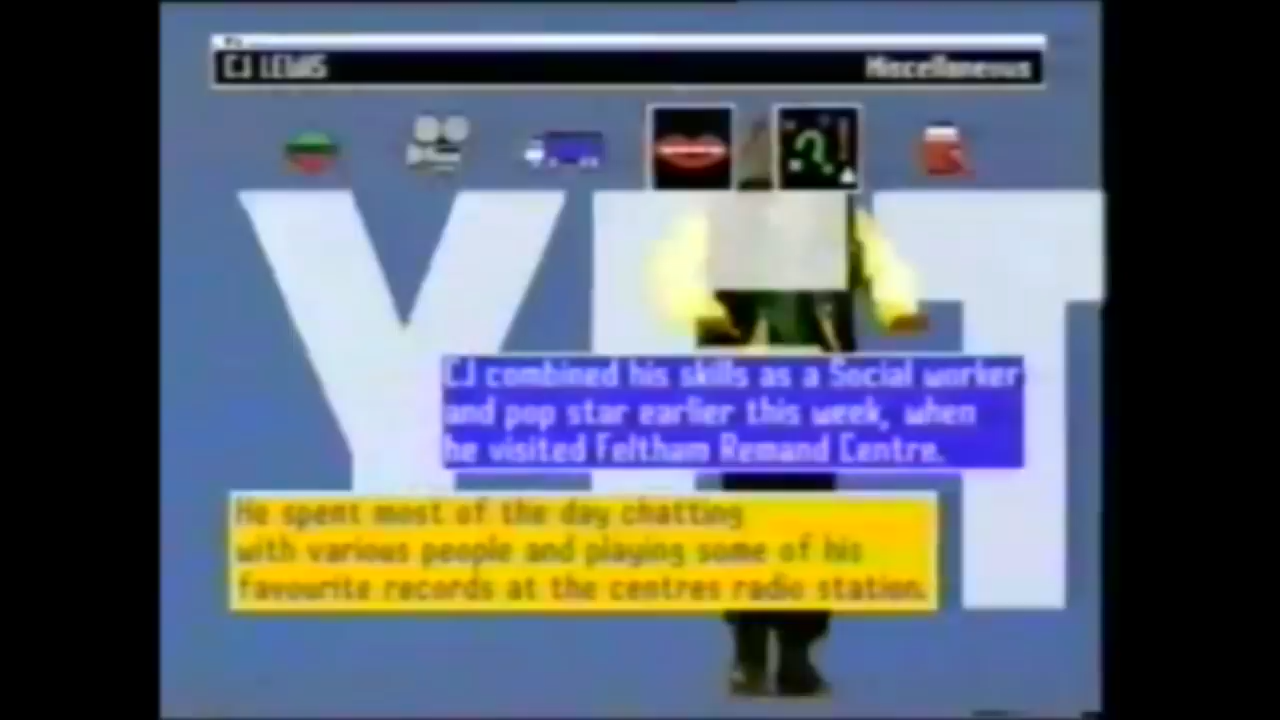 CJ LEWIS
Miscellaneous
CJ combined his skills as a Social worker
and pop star earlier this week, when
he visited Feltham Remand Centre.
He spent most of the day chatting
with various people and playing some of his
favourite records at the centres radio station.